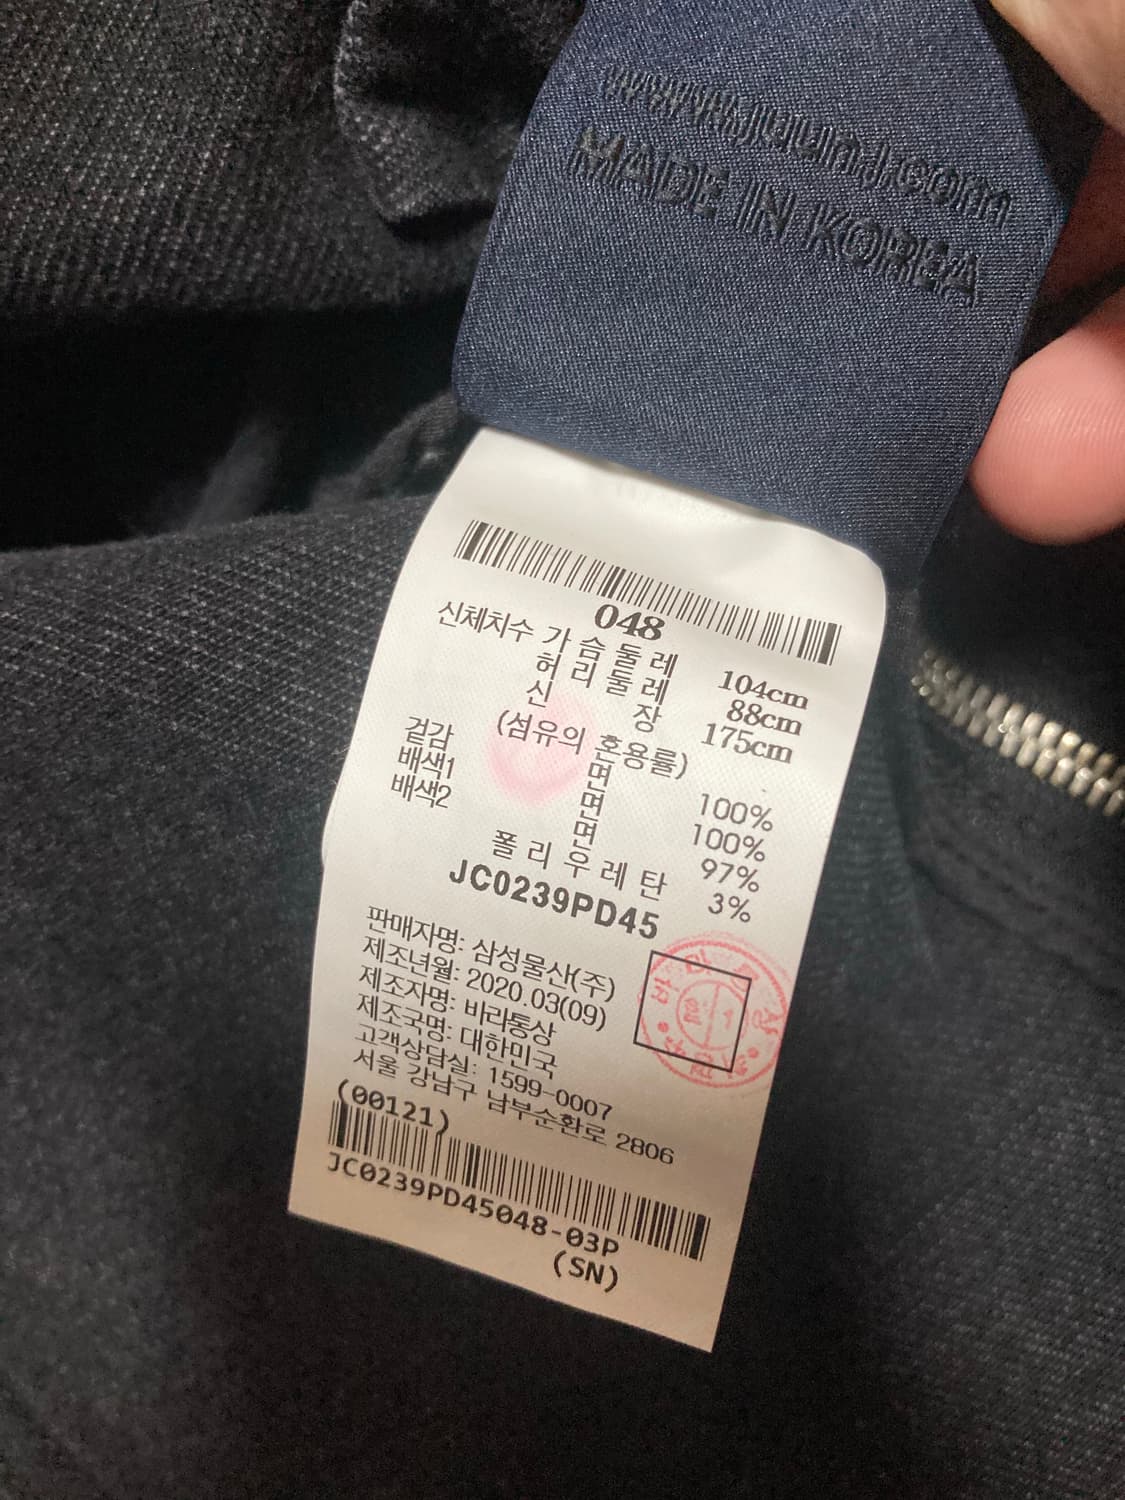 www.juunj.com
MADE IN KOREA
048
신체치수 가슴둘레 104cm
허리둘레 88cm
신 장 175cm
(섬유의 혼용률)
겉감 면 100%
배색1 면 100%
배색2 면 97%
폴리우레탄 3%
JC0239PD45
판매자명: 삼성물산(주)
제조년월: 2020.03(09)
제조자명: 바라통상
제조국명: 대한민국
고객상담실: 1599-0007
서울 강남구 남부순환로 2806
(00121)
JC0239PD45048-03P
(SN)